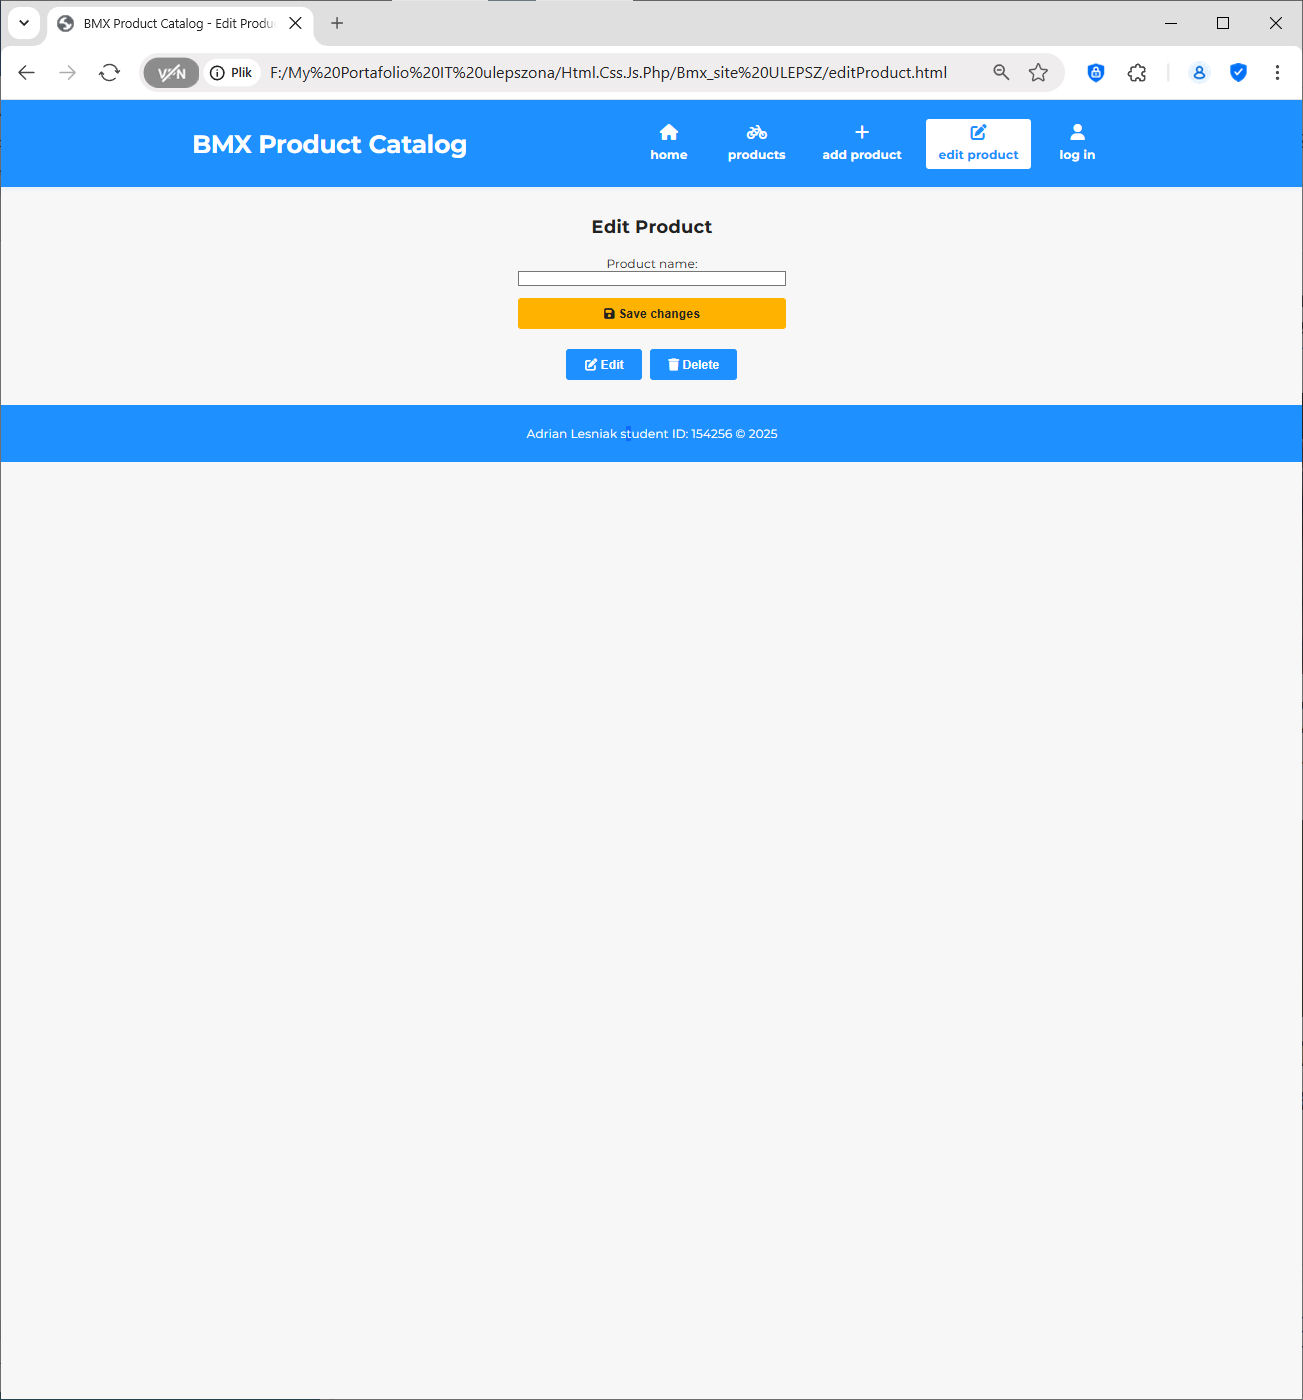 BMX Product Catalog - Edit Produ
VPN
Plik
F:/My%20Portafolio%20IT%20ulepszona/Html.Css.Js.Php/Bmx_site%20ULEPSZ/editProduct.html
BMX Product Catalog
home
products
add product
edit product
log in
Edit Product
Product name:
Save changes
Edit
Delete
Adrian Lesniak student ID: 154256 © 2025